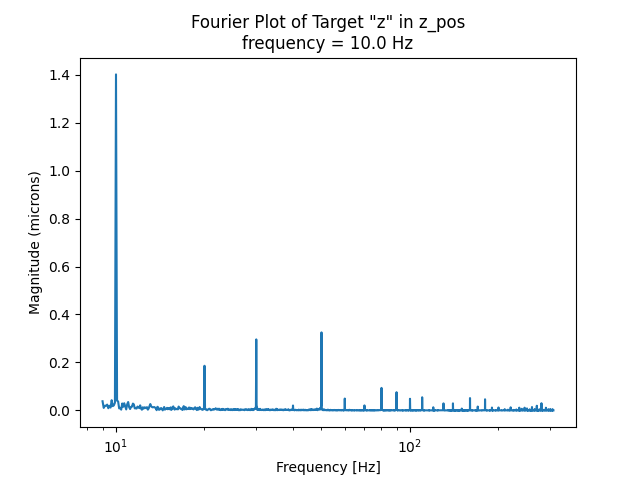 Fourier Plot of Target "z" in z_pos
frequency = 10.0 Hz
1.4
1.2
1.0
0.8
0.6
0.4
0.2
0.0
Magnitude (microns)
10¹
10²
Frequency [Hz]